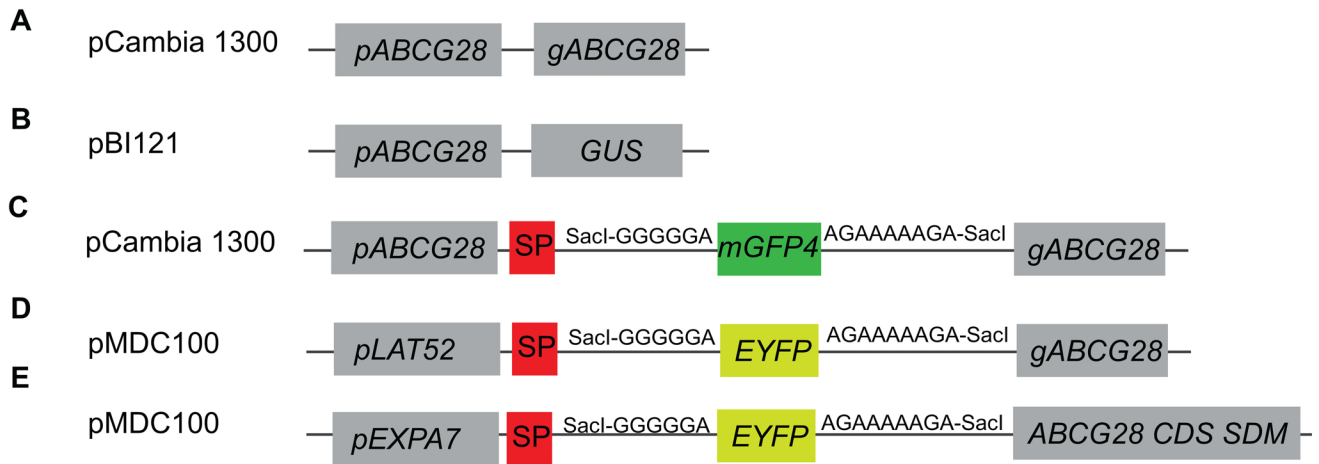 A
pCambia 1300 pABCG28 gABCG28
B
pBI121 pABCG28 GUS
C
pCambia 1300 pABCG28 SP SacI-GGGGGA mGFP4 AGAAAAAGA-SacI gABCG28
D
pMDC100 pLAT52 SP SacI-GGGGGA EYFP AGAAAAAGA-SacI gABCG28
E
pMDC100 pEXPA7 SP SacI-GGGGGA EYFP AGAAAAAGA-SacI ABCG28 CDS SDM